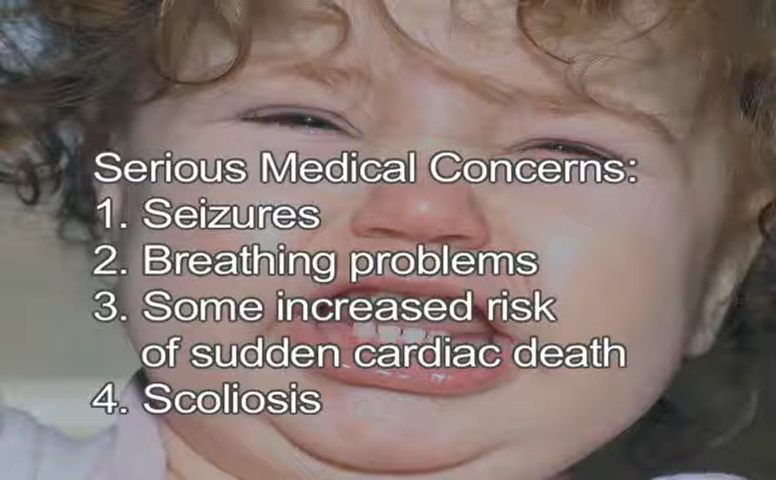 Serious Medical Concerns:
1. Seizures
2. Breathing problems
3. Some increased risk
of sudden cardiac death
4. Scoliosis